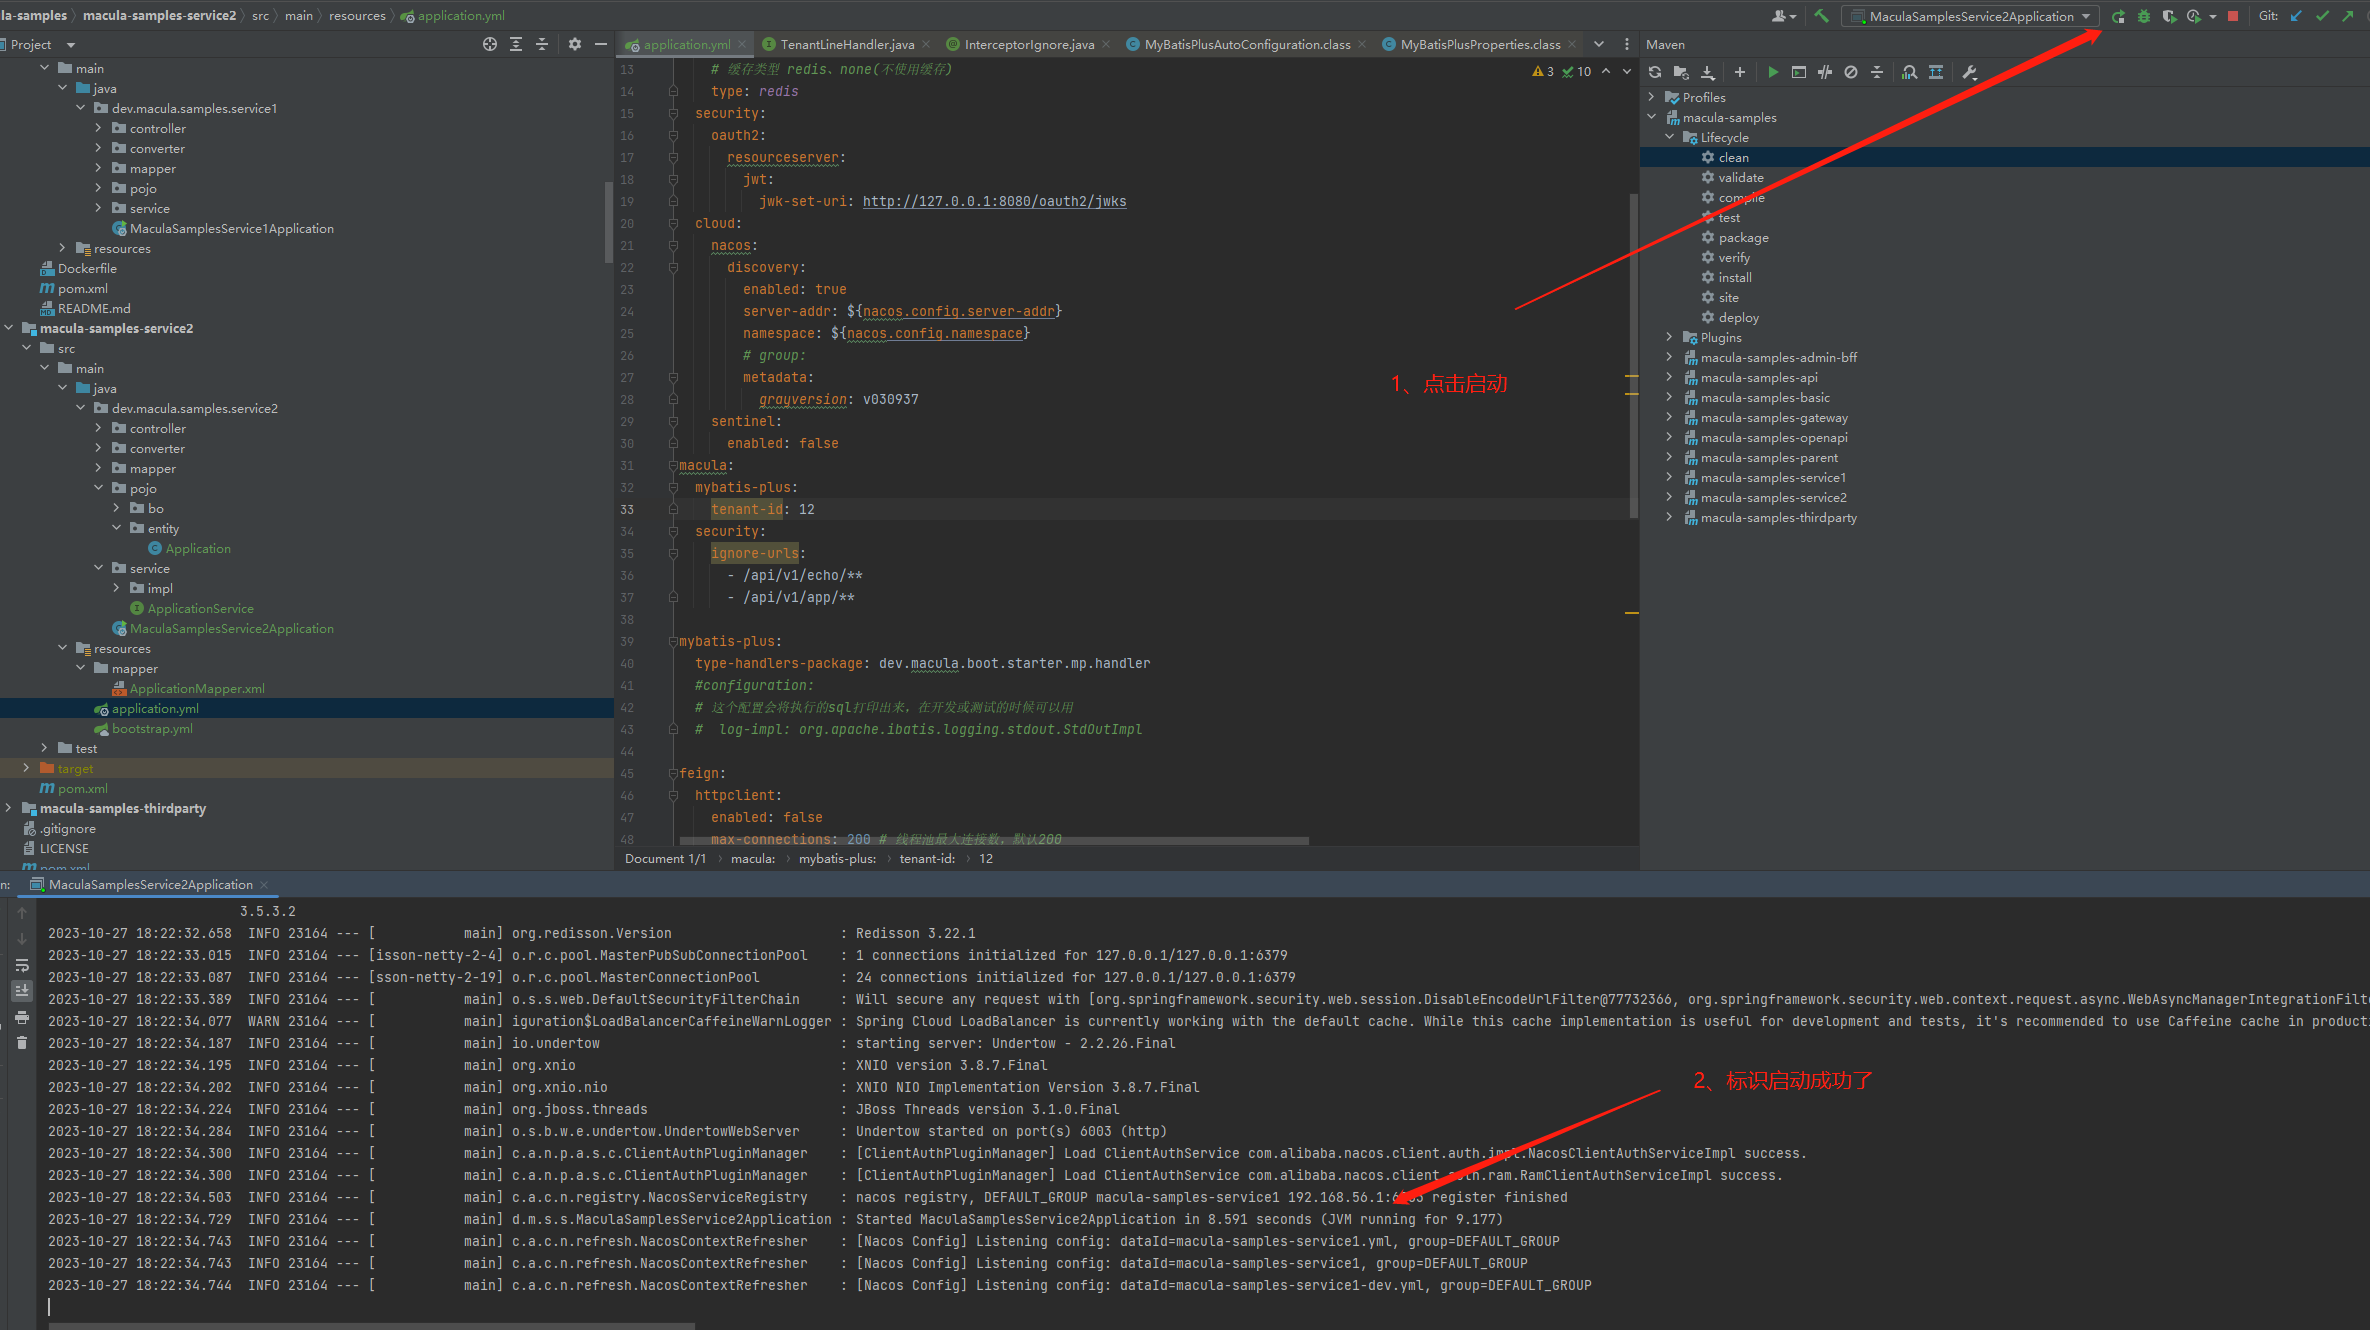 la-samples › macula-samples-service2 › src › main › resources › application.yml
MaculaSamplesService2Application
Git:
Project
main
java
dev.macula.samples.service1
controller
converter
mapper
pojo
service
MaculaSamplesService1Application
resources
Dockerfile
pom.xml
README.md
macula-samples-service2
src
main
java
dev.macula.samples.service2
controller
converter
mapper
pojo
bo
entity
Application
service
impl
ApplicationService
MaculaSamplesService2Application
resources
mapper
ApplicationMapper.xml
application.yml
bootstrap.yml
test
target
pom.xml
macula-samples-thirdparty
.gitignore
LICENSE
pom.xml
application.yml TenantLineHandler.java InterceptorIgnore.java MyBatisPlusAutoConfiguration.class MyBatisPlusProperties.class
3 10
13 # 缓存类型 redis、none(不使用缓存)
14 type: redis
15 security:
16 oauth2:
17 resourceserver:
18 jwt:
19 jwk-set-uri: http://127.0.0.1:8080/oauth2/jwks
20 cloud:
21 nacos:
22 discovery:
23 enabled: true
24 server-addr: ${nacos.config.server-addr}
25 namespace: ${nacos.config.namespace}
26 # group:
27 metadata:
28 grayversion: v030937
29 sentinel:
30 enabled: false
31 macula:
32 mybatis-plus:
33 tenant-id: 12
34 security:
35 ignore-urls:
36 - /api/v1/echo/**
37 - /api/v1/app/**
38
39 mybatis-plus:
40 type-handlers-package: dev.macula.boot.starter.mp.handler
41 #configuration:
42 # 这个配置会将执行的sql打印出来，在开发或测试的时候可以用
43 # log-impl: org.apache.ibatis.logging.stdout.StdOutImpl
44
45 feign:
46 httpclient:
47 enabled: false
48 max-connections: 200 # 线程池最大连接数，默认200
Document 1/1 › macula: › mybatis-plus: › tenant-id: › 12
1、点击启动
Maven
Profiles
macula-samples
Lifecycle
clean
validate
compile
test
package
verify
install
site
deploy
Plugins
macula-samples-admin-bff
macula-samples-api
macula-samples-basic
macula-samples-gateway
macula-samples-openapi
macula-samples-parent
macula-samples-service1
macula-samples-service2
macula-samples-thirdparty
n: MaculaSamplesService2Application
3.5.3.2
2023-10-27 18:22:32.658 INFO 23164 --- [ main] org.redisson.Version : Redisson 3.22.1
2023-10-27 18:22:33.015 INFO 23164 --- [isson-netty-2-4] o.r.c.pool.MasterPubSubConnectionPool : 1 connections initialized for 127.0.0.1/127.0.0.1:6379
2023-10-27 18:22:33.087 INFO 23164 --- [sson-netty-2-19] o.r.c.pool.MasterConnectionPool : 24 connections initialized for 127.0.0.1/127.0.0.1:6379
2023-10-27 18:22:33.389 INFO 23164 --- [ main] o.s.s.web.DefaultSecurityFilterChain : Will secure any request with [org.springframework.security.web.session.DisableEncodeUrlFilter@77732366, org.springframework.security.web.context.request.async.WebAsyncManagerIntegrationFilt
2023-10-27 18:22:34.077 WARN 23164 --- [ main] iguration$LoadBalancerCaffeineWarnLogger : Spring Cloud LoadBalancer is currently working with the default cache. While this cache implementation is useful for development and tests, it's recommended to use Caffeine cache in producti
2023-10-27 18:22:34.187 INFO 23164 --- [ main] io.undertow : starting server: Undertow - 2.2.26.Final
2023-10-27 18:22:34.195 INFO 23164 --- [ main] org.xnio : XNIO version 3.8.7.Final
2023-10-27 18:22:34.202 INFO 23164 --- [ main] org.xnio.nio : XNIO NIO Implementation Version 3.8.7.Final
2023-10-27 18:22:34.224 INFO 23164 --- [ main] org.jboss.threads : JBoss Threads version 3.1.0.Final
2023-10-27 18:22:34.284 INFO 23164 --- [ main] o.s.b.w.e.undertow.UndertowWebServer : Undertow started on port(s) 6003 (http)
2023-10-27 18:22:34.300 INFO 23164 --- [ main] c.a.n.p.a.s.c.ClientAuthPluginManager : [ClientAuthPluginManager] Load ClientAuthService com.alibaba.nacos.client.auth.impl.NacosClientAuthServiceImpl success.
2023-10-27 18:22:34.300 INFO 23164 --- [ main] c.a.n.p.a.s.c.ClientAuthPluginManager : [ClientAuthPluginManager] Load ClientAuthService com.alibaba.nacos.client.auth.ram.RamClientAuthServiceImpl success.
2023-10-27 18:22:34.503 INFO 23164 --- [ main] c.a.c.n.registry.NacosServiceRegistry : nacos registry, DEFAULT_GROUP macula-samples-service1 192.168.56.1:6003 register finished
2023-10-27 18:22:34.729 INFO 23164 --- [ main] d.m.s.s.MaculaSamplesService2Application : Started MaculaSamplesService2Application in 8.591 seconds (JVM running for 9.177)
2023-10-27 18:22:34.743 INFO 23164 --- [ main] c.a.c.n.refresh.NacosContextRefresher : [Nacos Config] Listening config: dataId=macula-samples-service1.yml, group=DEFAULT_GROUP
2023-10-27 18:22:34.743 INFO 23164 --- [ main] c.a.c.n.refresh.NacosContextRefresher : [Nacos Config] Listening config: dataId=macula-samples-service1, group=DEFAULT_GROUP
2023-10-27 18:22:34.744 INFO 23164 --- [ main] c.a.c.n.refresh.NacosContextRefresher : [Nacos Config] Listening config: dataId=macula-samples-service1-dev.yml, group=DEFAULT_GROUP
2、标识启动成功了